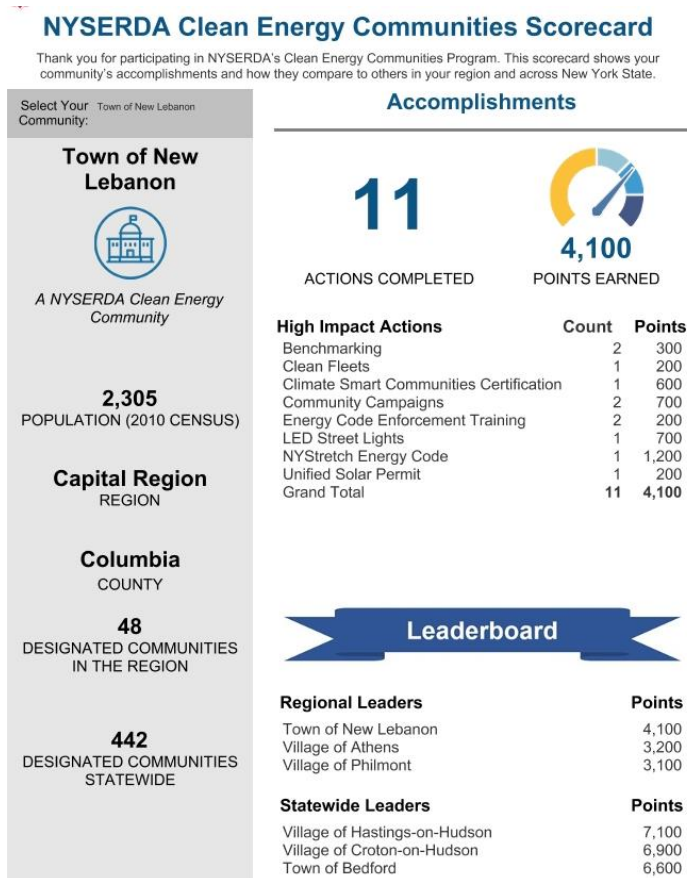 NYSERDA Clean Energy Communities Scorecard
Thank you for participating in NYSERDA's Clean Energy Communities Program. This scorecard shows your
community's accomplishments and how they compare to others in your region and across New York State.
Select Your Community: Town of New Lebanon
Town of New
Lebanon
A NYSERDA Clean Energy
Community
2,305
POPULATION (2010 CENSUS)
Capital Region
REGION
Columbia
COUNTY
48
DESIGNATED COMMUNITIES
IN THE REGION
442
DESIGNATED COMMUNITIES
STATEWIDE
Accomplishments
11
ACTIONS COMPLETED
4,100
POINTS EARNED
High Impact Actions Count Points
Benchmarking 2 300
Clean Fleets 1 200
Climate Smart Communities Certification 1 600
Community Campaigns 2 700
Energy Code Enforcement Training 2 200
LED Street Lights 1 700
NYStretch Energy Code 1 1,200
Unified Solar Permit 1 200
Grand Total 11 4,100
Leaderboard
Regional Leaders Points
Town of New Lebanon 4,100
Village of Athens 3,200
Village of Philmont 3,100
Statewide Leaders Points
Village of Hastings-on-Hudson 7,100
Village of Croton-on-Hudson 6,900
Town of Bedford 6,600